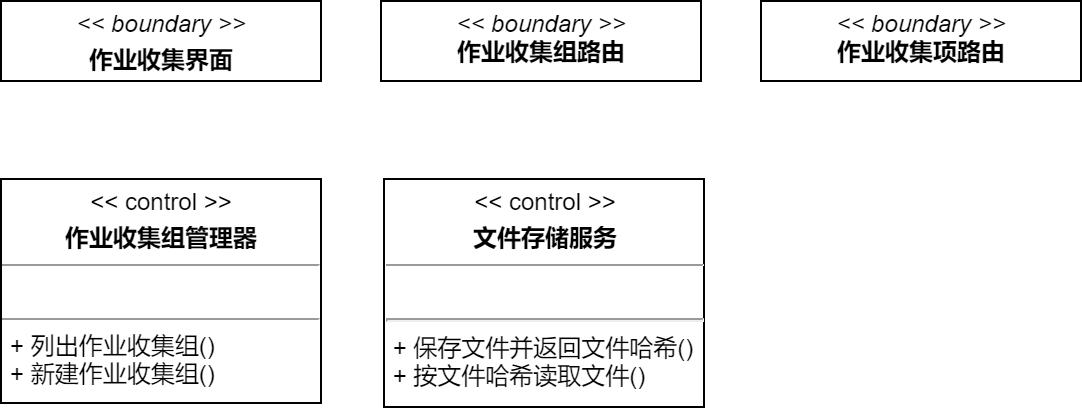 << boundary >>
作业收集界面
<< boundary >>
作业收集组路由
<< boundary >>
作业收集项路由
<< control >>
作业收集组管理器
+ 列出作业收集组()
+ 新建作业收集组()
<< control >>
文件存储服务
+ 保存文件并返回文件哈希()
+ 按文件哈希读取文件()